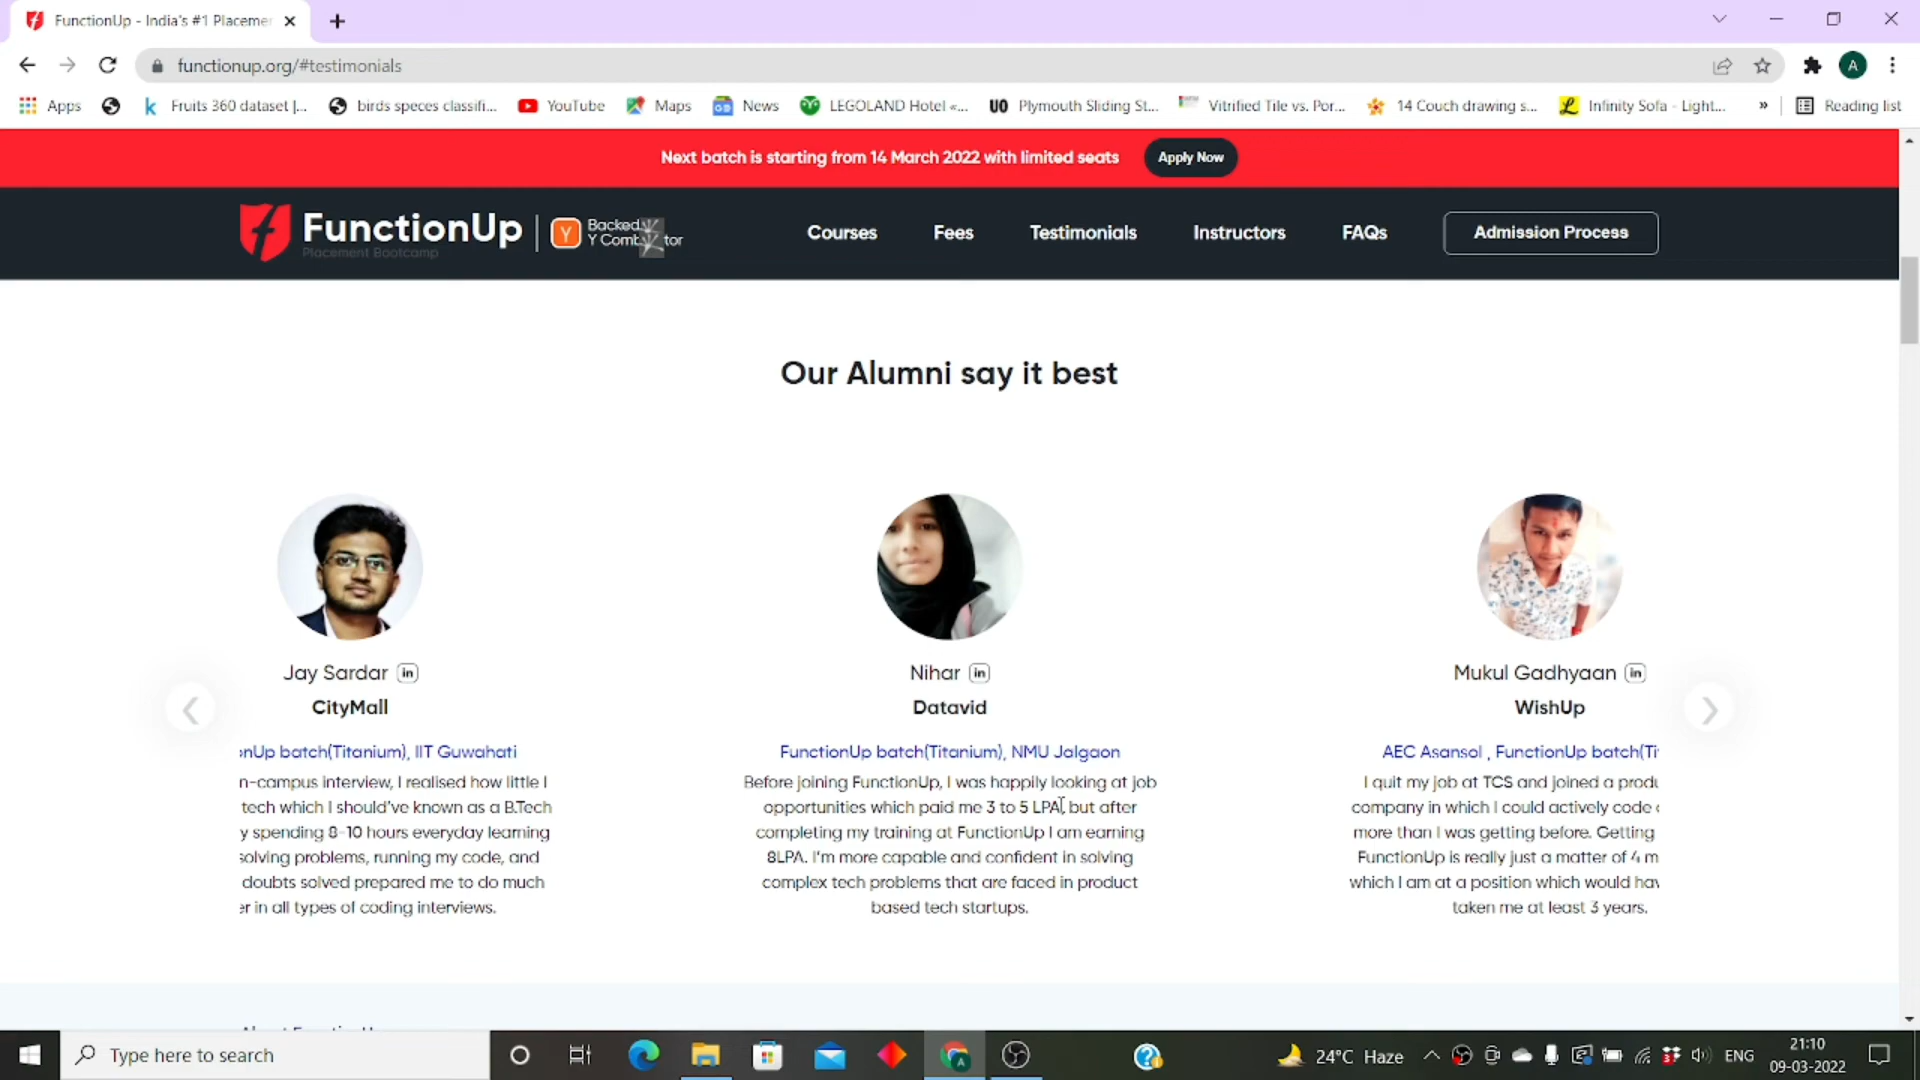 FunctionUp - India's #1 Placemen
functionup.org/#testimonials
Apps
Fruits 360 dataset |...
birds speces classifi...
YouTube
Maps
News
LEGOLAND Hotel «...
Plymouth Sliding St...
Vitrified Tile vs. Por...
14 Couch drawing s...
Infinity Sofa - Light...
»
Reading list
Next batch is starting from 14 March 2022 with limited seats
Apply Now
FunctionUp
Placement Bootcamp
Y
Backed
Y Comb
tor
Courses
Fees
Testimonials
Instructors
FAQs
Admission Process
Our Alumni say it best
Jay Sardar in
CityMall
nUp batch(Titanium), IIT Guwahati
n-campus interview, I realised how little I
tech which I should've known as a B.Tech
y spending 8-10 hours everyday learning
solving problems, running my code, and
doubts solved prepared me to do much
er in all types of coding interviews.
Nihar in
Datavid
FunctionUp batch(Titanium), NMU Jalgaon
Before joining FunctionUp, I was happily looking at job
opportunities which paid me 3 to 5 LPA, but after
completing my training at FunctionUp I am earning
8LPA. I'm more capable and confident in solving
complex tech problems that are faced in product
based tech startups.
Mukul Gadhyaan in
WishUp
AEC Asansol , FunctionUp batch(Ti
I quit my job at TCS and joined a produ
company in which I could actively code
more than I was getting before. Getting
FunctionUp is really just a matter of 4 m
which I am at a position which would hav
taken me at least 3 years.
Type here to search
24°C Haze
ENG
21:10
09-03-2022